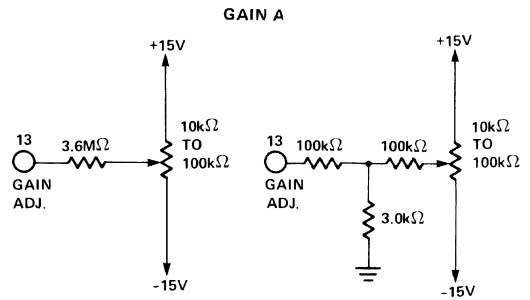 GAIN A
+15V
10kΩ
TO
100kΩ
3.6MΩ
13
GAIN
ADJ.
-15V
+15V
10kΩ
TO
100kΩ
100kΩ
100kΩ
13
GAIN
ADJ.
3.0kΩ
-15V